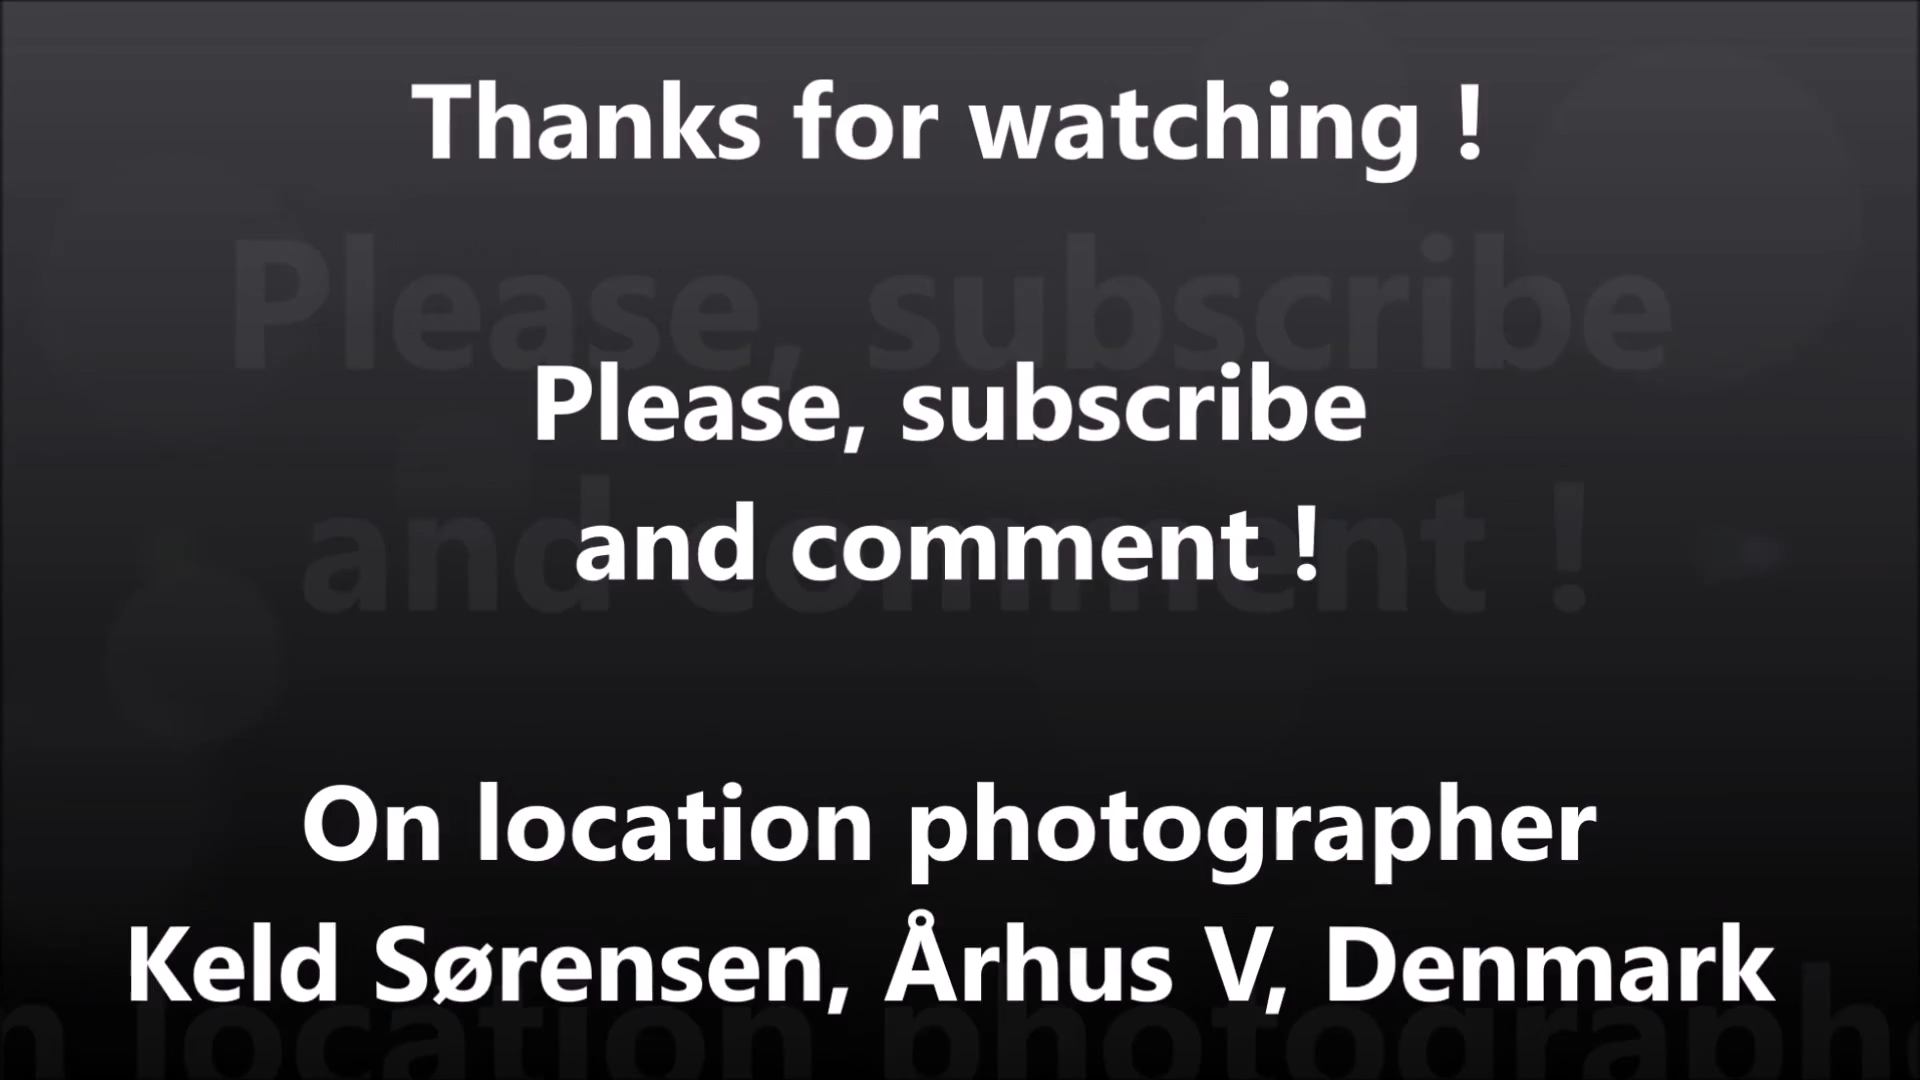 Thanks for watching !
Please, subscribe
and comment !
On location photographer
Keld Sørensen, Århus V, Denmark